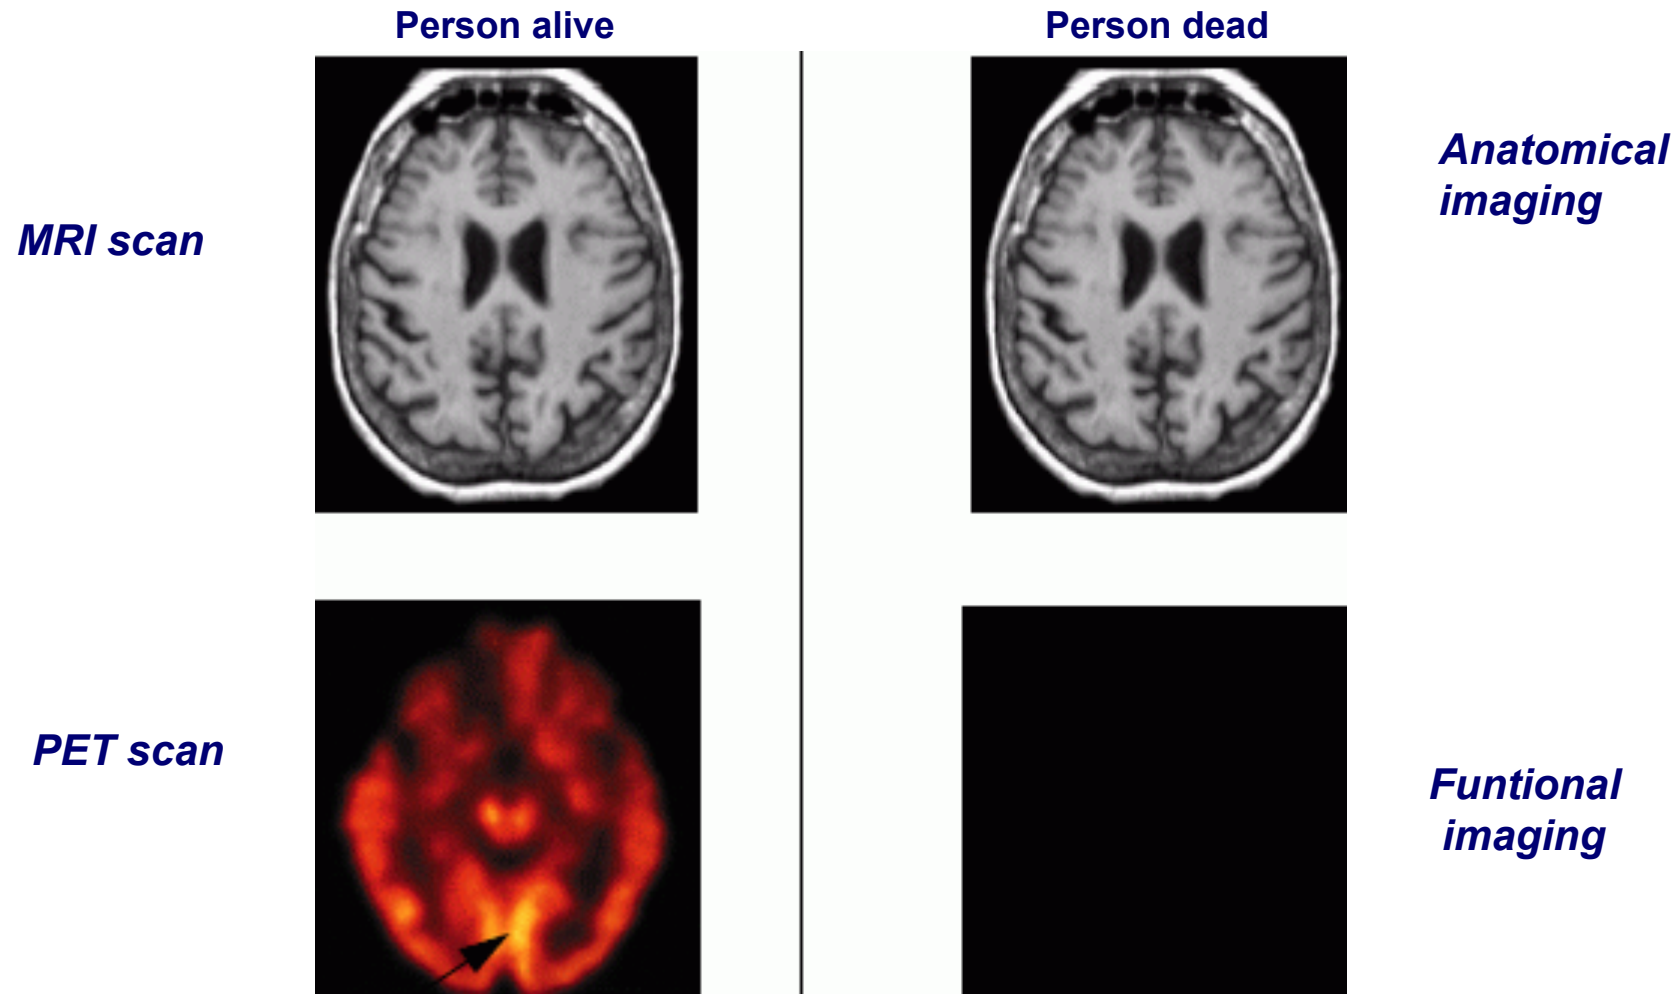 Person alive
Person dead
MRI scan
Anatomical
imaging
PET scan
Funtional
imaging